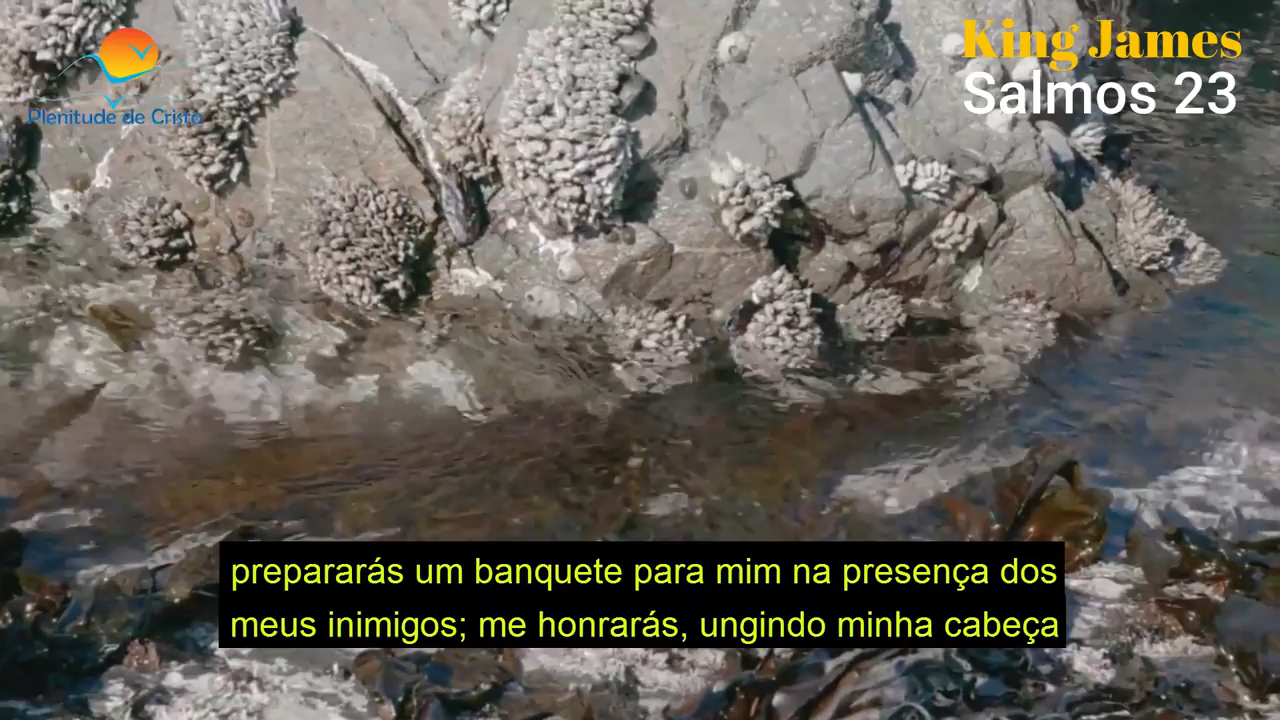 Plenitude de Cristo
King James
Salmos 23
prepararás um banquete para mim na presença dos
meus inimigos; me honrarás, ungindo minha cabeça